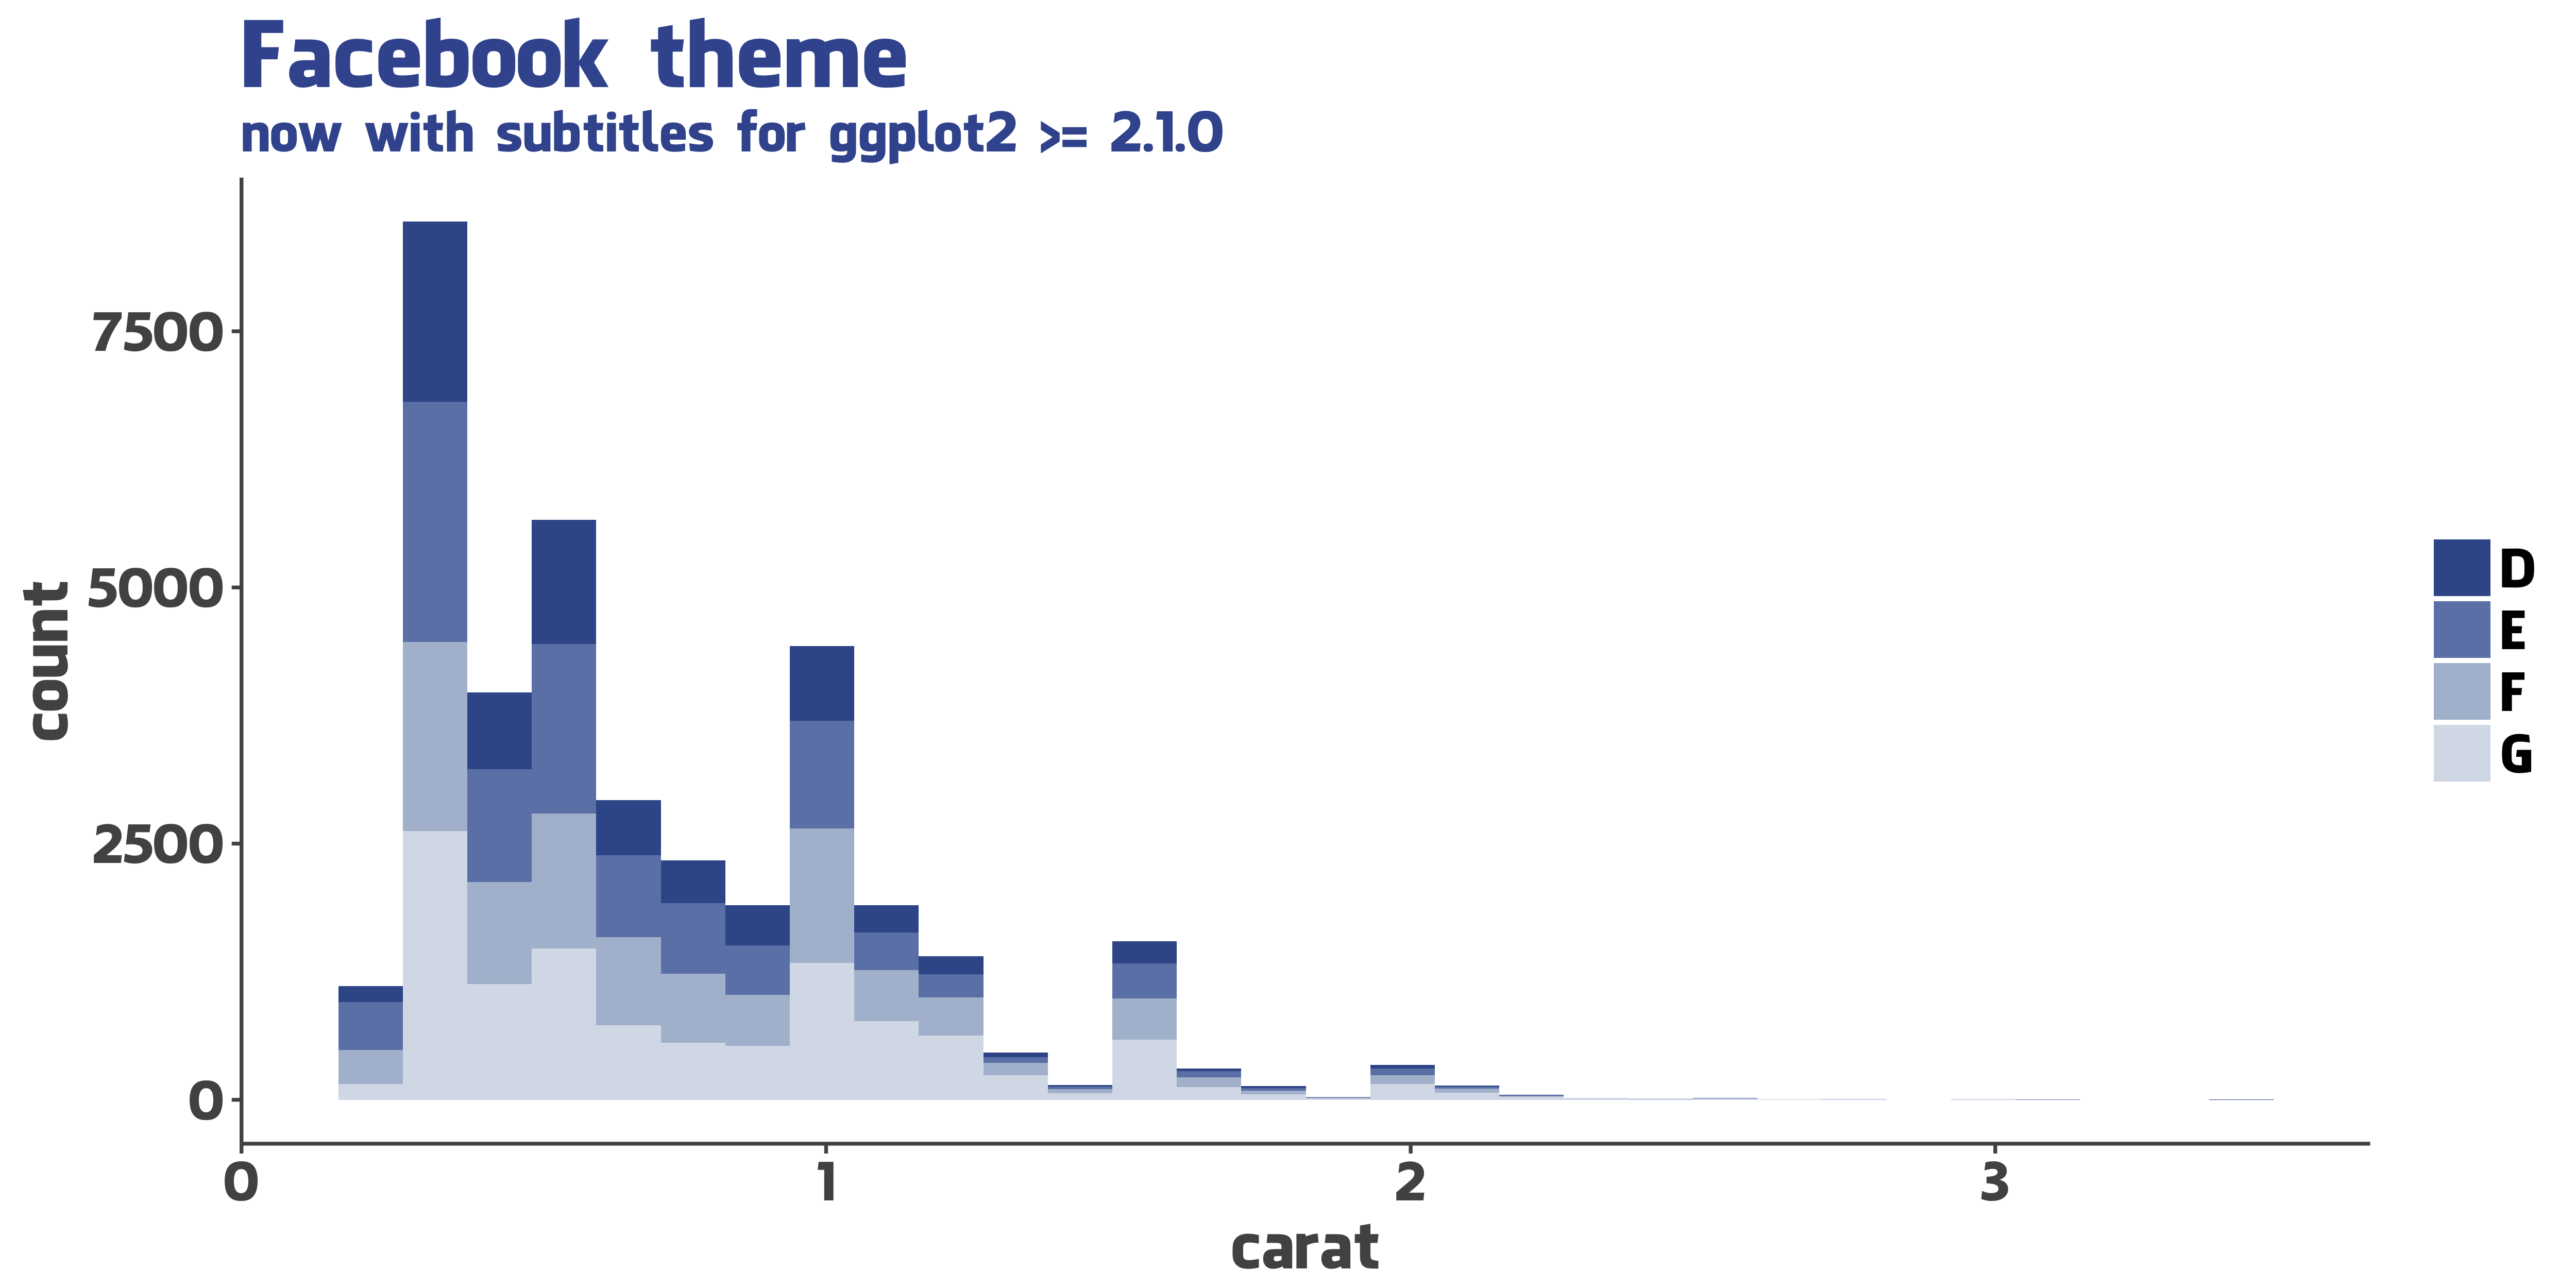 Facebook theme
now with subtitles for ggplot2 >= 2.1.0
count
7500
5000
2500
0
0 1 2 3
carat
D
E
F
G